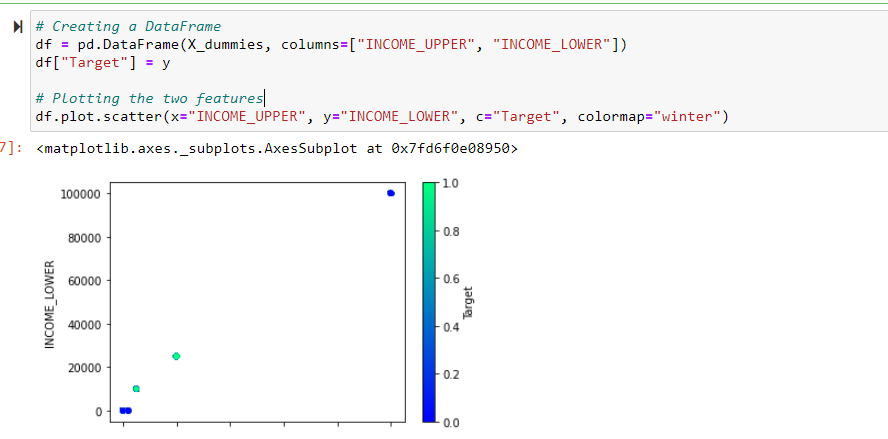 # Creating a DataFrame
df = pd.DataFrame(X_dummies, columns=["INCOME_UPPER", "INCOME_LOWER"])
df["Target"] = y
# Plotting the two features
df.plot.scatter(x="INCOME_UPPER", y="INCOME_LOWER", c="Target", colormap="winter")
7]: <matplotlib.axes._subplots.AxesSubplot at 0x7fd6f0e08950>
100000
80000
60000
40000
20000
0
INCOME_LOWER
1.0
0.8
0.6
0.4
0.2
0.0
Target